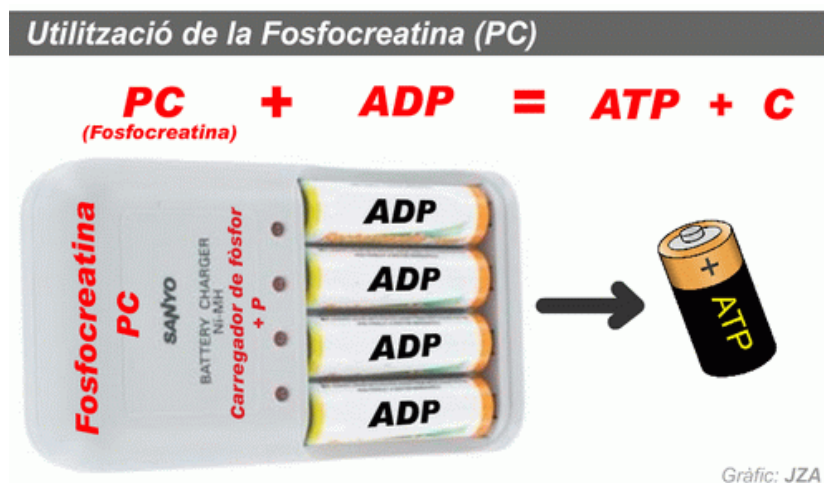 Utilització de la Fosfocreatina (PC)
PC + ADP = ATP + C
(Fosfocreatina)
Fosfocreatina
PC
SANYO
BATTERY CHARGER
Ni-MH
Carregador de fòsfor
+ P
ADP
ADP
ADP
ADP
+
ATP
Gràfic: JZA